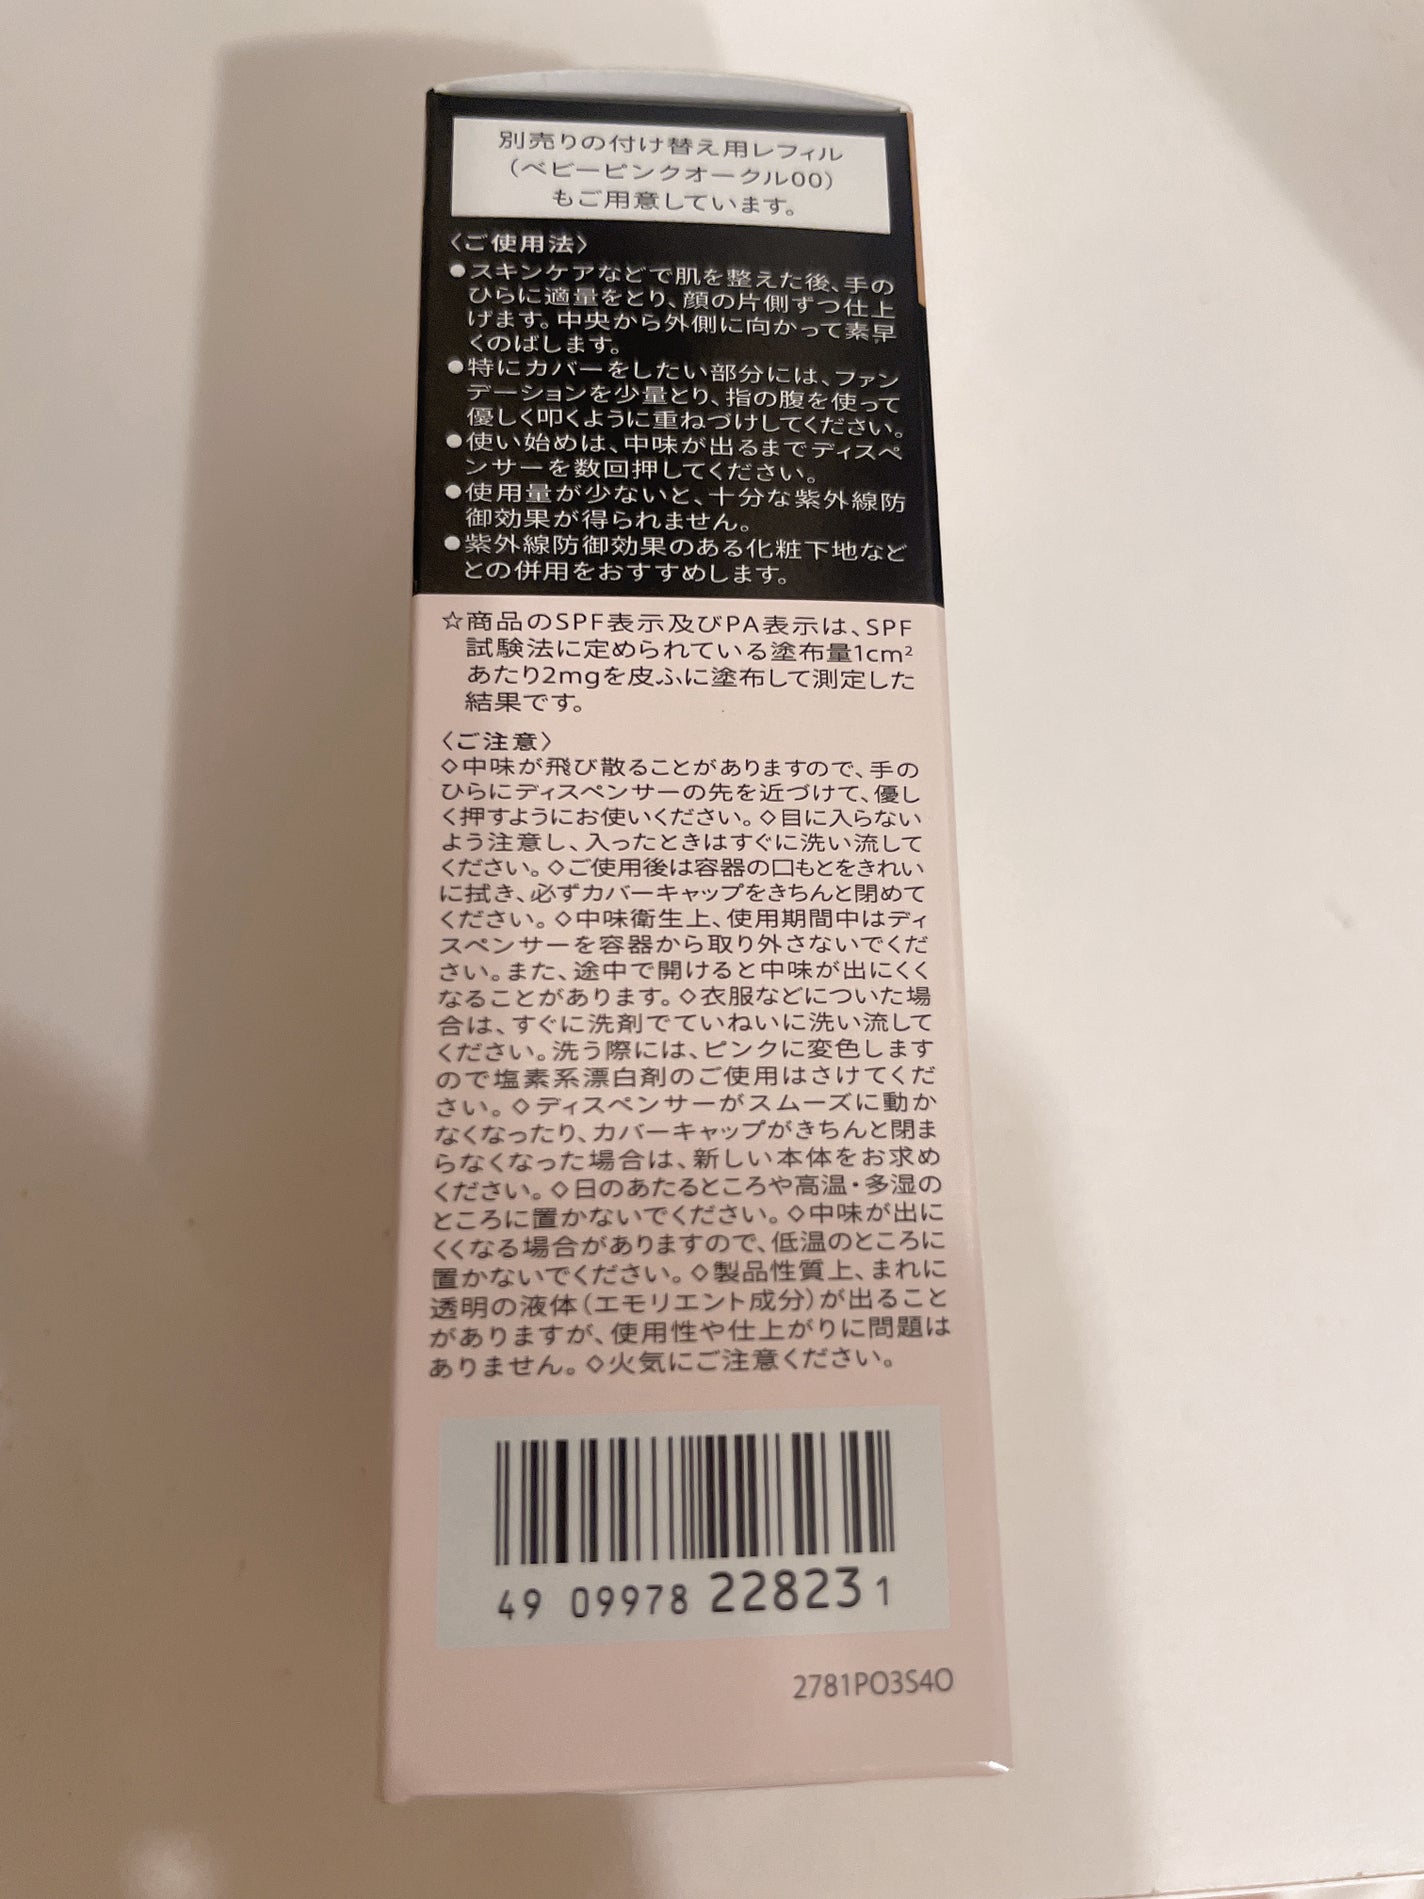 別売りの付け替え用レフィル
（ベビーピンクオークル00）
もご用意しています。
〈ご使用法〉
●スキンケアなどで肌を整えた後、手の
ひらに適量をとり、顔の片側ずつ仕上
げます。中央から外側に向かって素早
くのばします。
●特にカバーをしたい部分には、ファン
デーションを少量とり、指の腹を使って
優しく叩くように重ねづけしてください。
●使い始めは、中味が出るまでディスペ
ンサーを数回押してください。
●使用量が少ないと、十分な紫外線防
御効果が得られません。
●紫外線防御効果のある化粧下地など
との併用をおすすめします。
☆商品のSPF表示及びPA表示は、SPF
試験法に定められている塗布量1cm²
あたり2mgを皮ふに塗布して測定した
結果です。
〈ご注意〉
◇中味が飛び散ることがありますので、手の
ひらにディスペンサーの先を近づけて、優し
く押すようにお使いください。◇目に入らない
よう注意し、入ったときはすぐに洗い流して
ください。◇ご使用後は容器の口もとをきれい
に拭き、必ずカバーキャップをきちんと閉めて
ください。◇中味衛生上、使用期間中はディ
スペンサーを容器から取り外さないでくだ
さい。また、途中で開けると中味が出にくく
なることがあります。◇衣服などについた場
合は、すぐに洗剤でていねいに洗い流して
ください。洗う際には、ピンクに変色します
ので塩素系漂白剤のご使用はさけてくだ
さい。◇ディスペンサーがスムーズに動か
なくなったり、カバーキャップがきちんと閉ま
らなくなった場合は、新しい本体をお求め
ください。◇日のあたるところや高温・多湿の
ところに置かないでください。◇中味が出に
くくなる場合がありますので、低温のところに
置かないでください。◇製品性質上、まれに
透明の液体（エモリエント成分）が出ること
がありますが、使用性や仕上がりに問題は
ありません。◇火気にご注意ください。
49 09978 22823 1
2781PO3S4O